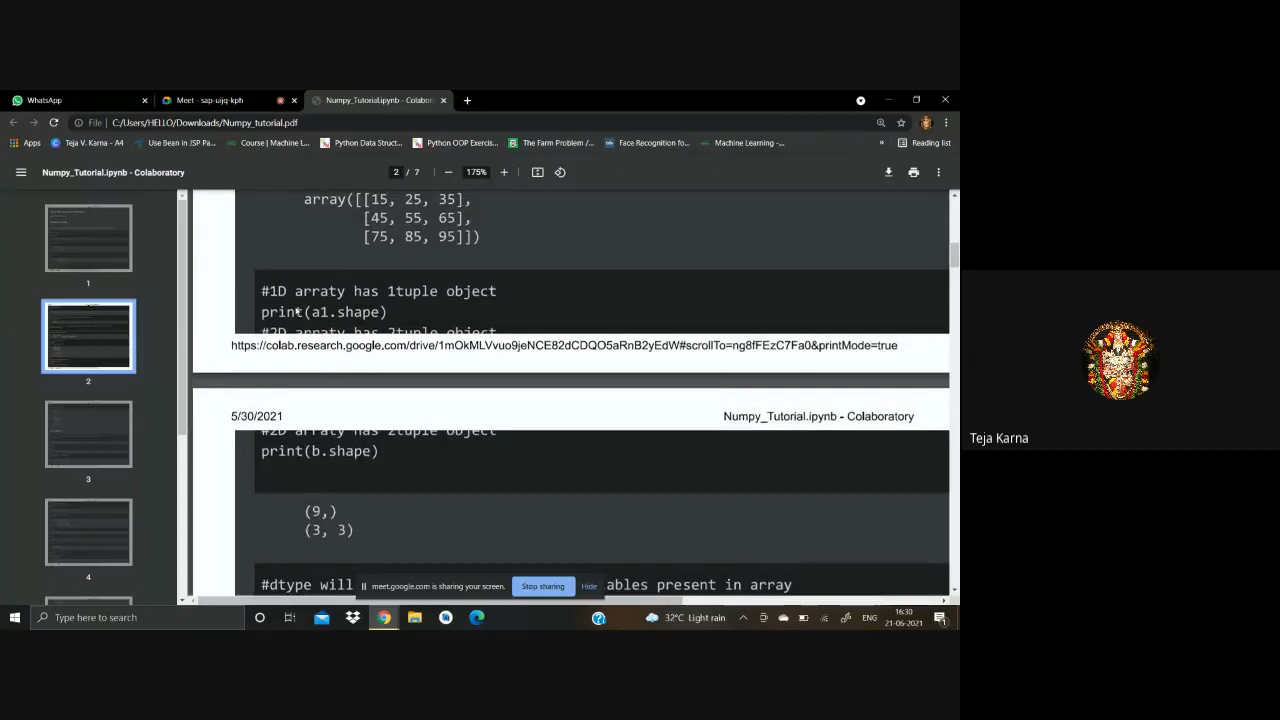 WhatsApp
Meet - sap-uijq-kph
Numpy_Tutorial.ipynb - Colabor
File
C:/Users/HELLO/Downloads/Numpy_tutorial.pdf
Apps
Teja V. Karna - A4
Use Bean in JSP Pa...
Course | Machine L...
Python Data Struct...
Python OOP Exercis...
The Farm Problem /...
Face Recognition fo...
Machine Learning -...
»
Reading list
Numpy_Tutorial.ipynb - Colaboratory
2 / 7
175%
1
2
3
4
array([[15, 25, 35],
[45, 55, 65],
[75, 85, 95]])
#1D arraty has 1tuple object
print(a1.shape)
#2D arraty has 2tuple object
https://colab.research.google.com/drive/1mOkMLVvuo9jeNCE82dCDQO5aRnB2yEdW#scrollTo=ng8fFEzC7Fa0&printMode=true
5/30/2021
Numpy_Tutorial.ipynb - Colaboratory
#2D arraty has 2tuple object
print(b.shape)
(9,)
(3, 3)
#dtype will
ables present in array
meet.google.com is sharing your screen.
Stop sharing
Hide
Type here to search
32°C Light rain
ENG
16:30
21-06-2021
Teja Karna